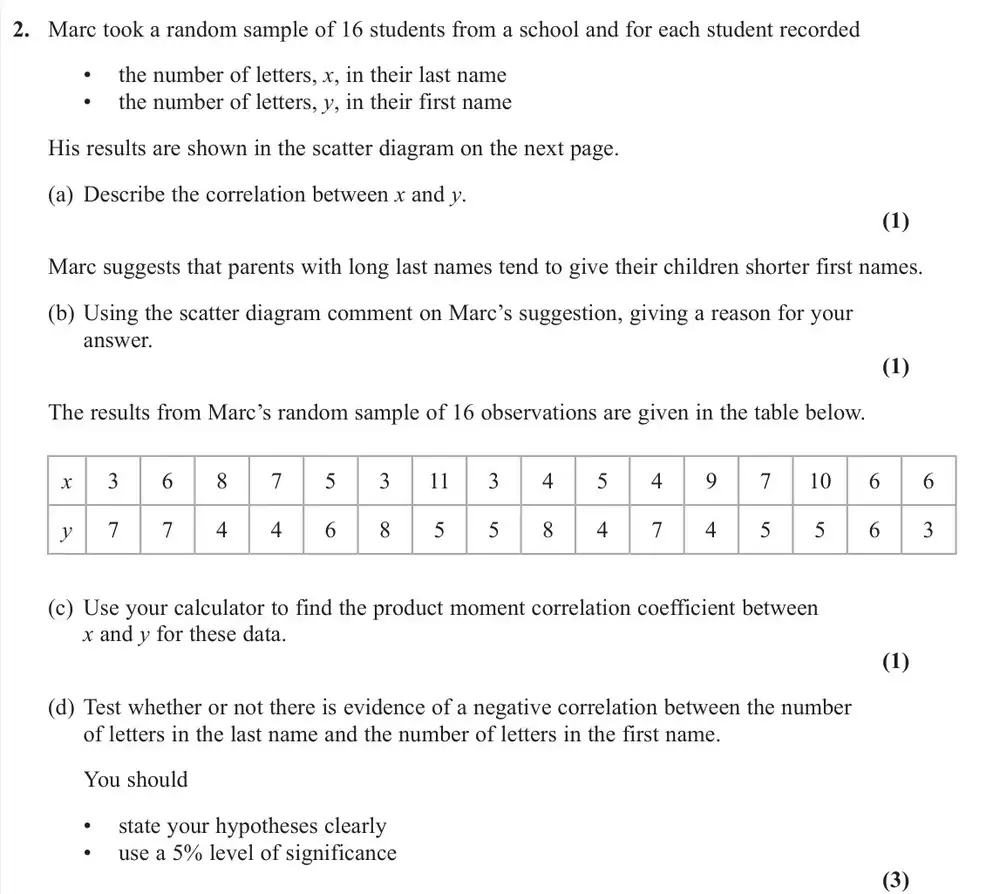 2. Marc took a random sample of 16 students from a school and for each student recorded
• the number of letters, x, in their last name
• the number of letters, y, in their first name
His results are shown in the scatter diagram on the next page.
(a) Describe the correlation between x and y.
(1)
Marc suggests that parents with long last names tend to give their children shorter first names.
(b) Using the scatter diagram comment on Marc’s suggestion, giving a reason for your
answer.
(1)
The results from Marc’s random sample of 16 observations are given in the table below.
x 3 6 8 7 5 3 11 3 4 5 4 9 7 10 6 6
y 7 7 4 4 6 8 5 5 8 4 7 4 5 5 6 3
(c) Use your calculator to find the product moment correlation coefficient between
x and y for these data.
(1)
(d) Test whether or not there is evidence of a negative correlation between the number
of letters in the last name and the number of letters in the first name.
You should
• state your hypotheses clearly
• use a 5% level of significance
(3)